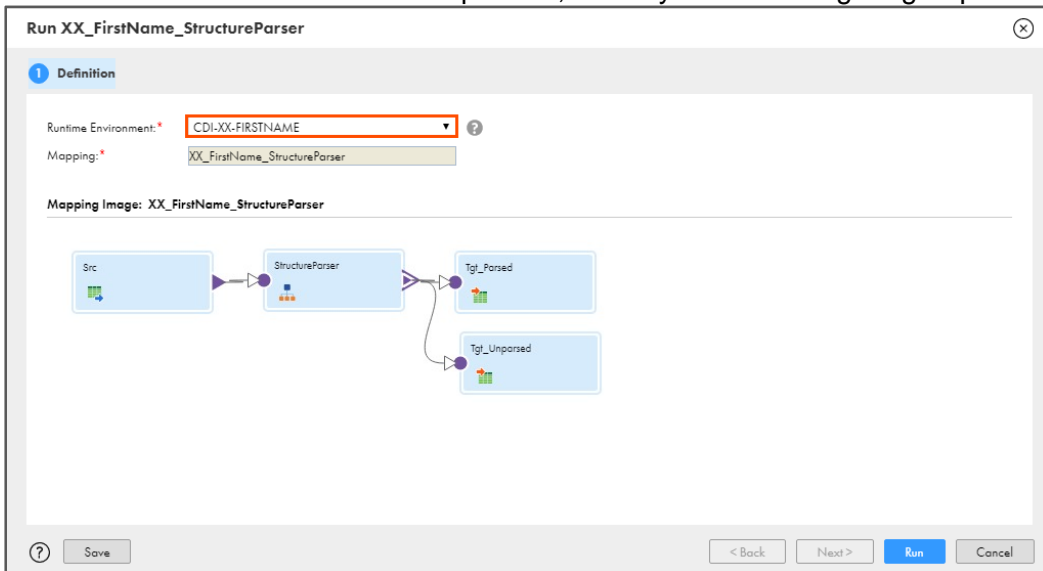 Run XX_FirstName_StructureParser
1 Definition
Runtime Environment:* CDI-XX-FIRSTNAME
Mapping:* XX_FirstName_StructureParser
Mapping Image: XX_FirstName_StructureParser
Src
StructureParser
Tgt_Parsed
Tgt_Unparsed
? Save < Back Next > Run Cancel